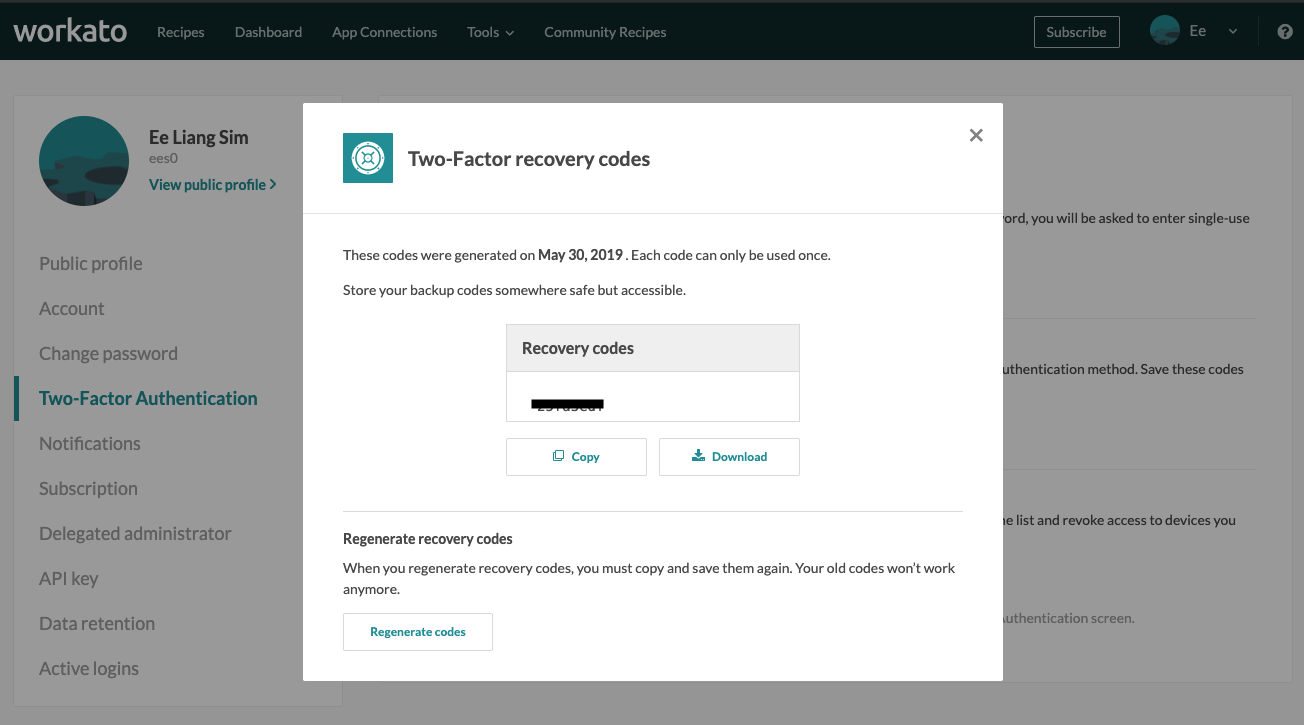 workato Recipes Dashboard App Connections Tools Community Recipes Subscribe Ee ?
Ee Liang Sim
ees0
View public profile
Public profile
Account
Change password
Two-Factor Authentication
Notifications
Subscription
Delegated administrator
API key
Data retention
Active logins
Two-Factor recovery codes
These codes were generated on May 30, 2019 . Each code can only be used once.
Store your backup codes somewhere safe but accessible.
Recovery codes
Copy Download
Regenerate recovery codes
When you regenerate recovery codes, you must copy and save them again. Your old codes won't work
anymore.
Regenerate codes
you will be asked to enter single-use
method. Save these codes
list and revoke access to devices you
screen.